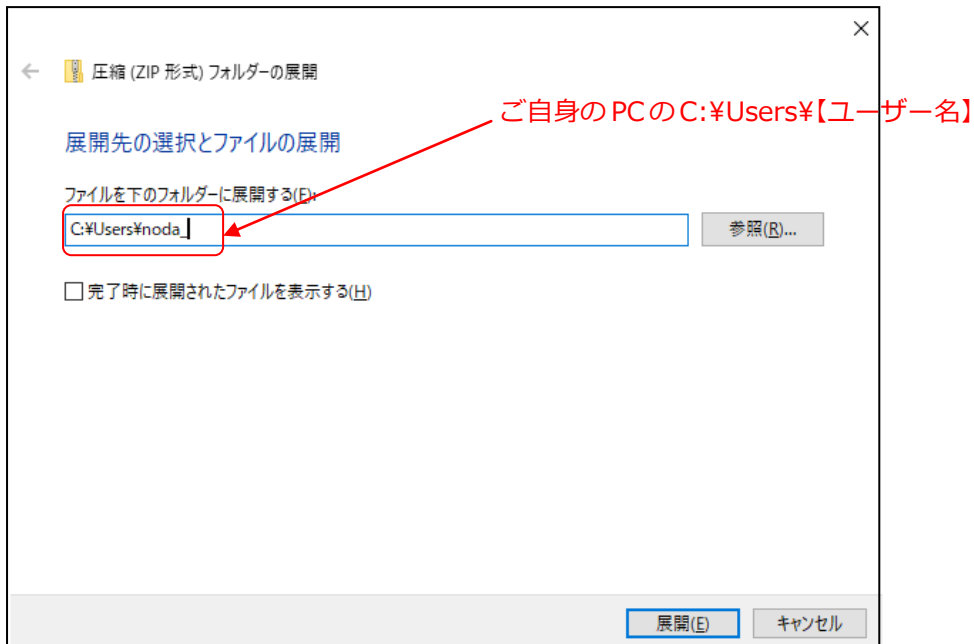 圧縮 (ZIP 形式) フォルダーの展開
ご自身のPCのC:¥Users¥【ユーザー名】
展開先の選択とファイルの展開
ファイルを下のフォルダーに展開する(F):
C:¥Users¥noda_
参照(R)...
完了時に展開されたファイルを表示する(H)
展開(E)
キャンセル